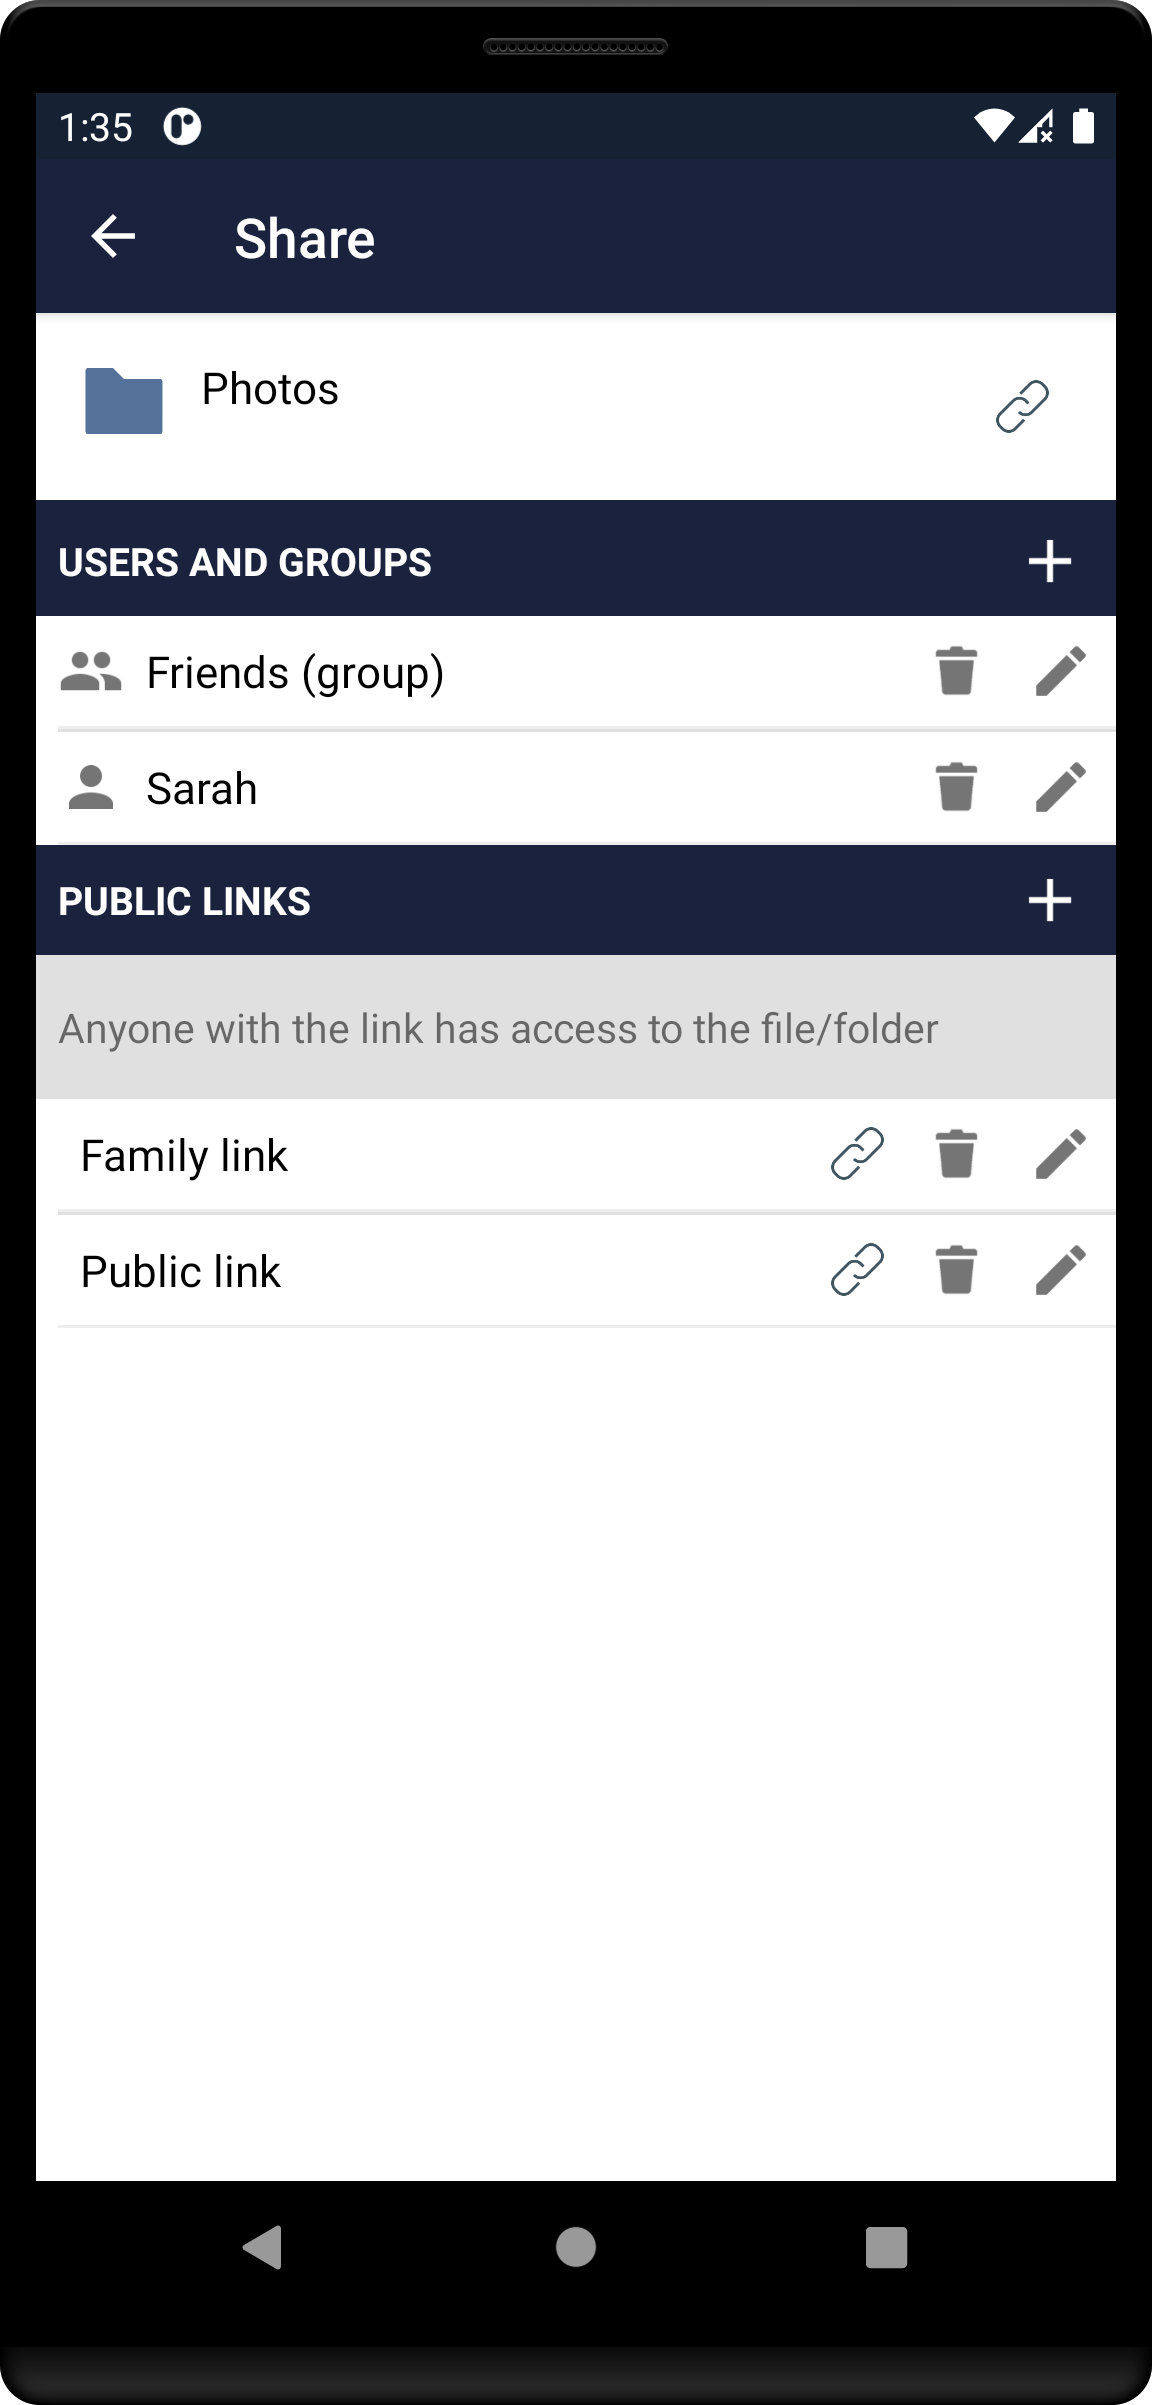 1:35
Share
Photos
USERS AND GROUPS
Friends (group)
Sarah
PUBLIC LINKS
Anyone with the link has access to the file/folder
Family link
Public link